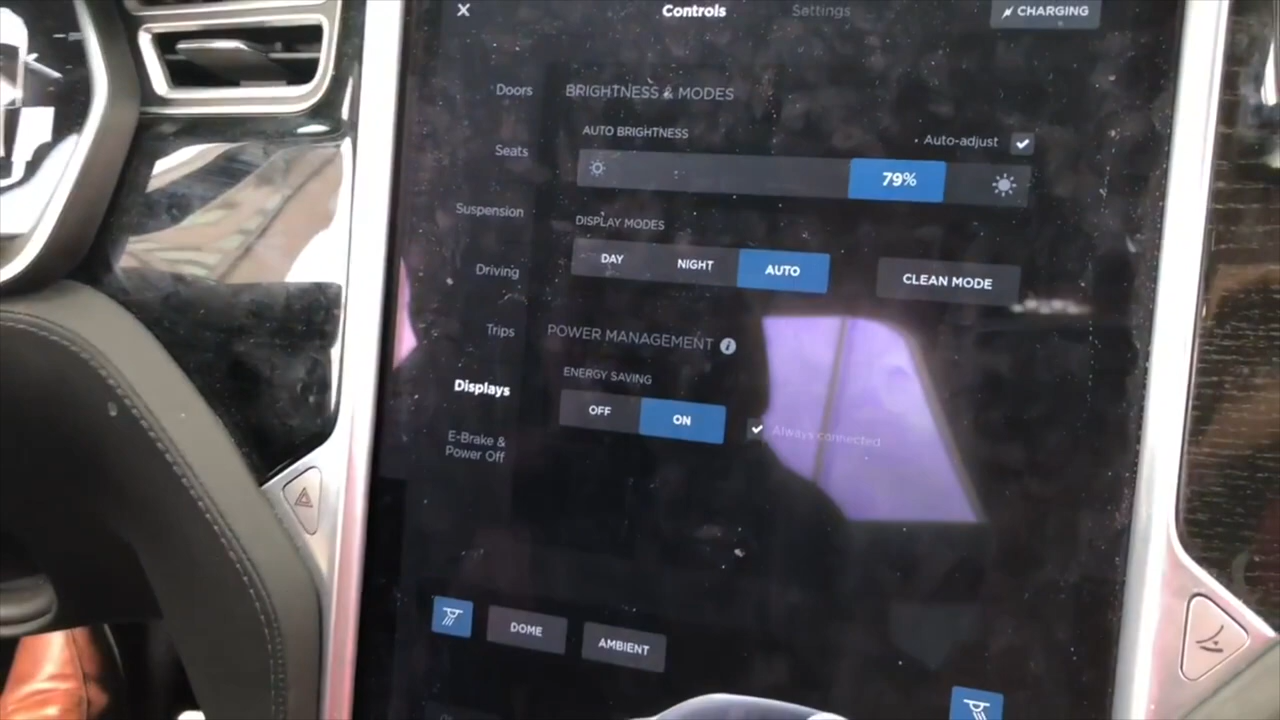 Controls
Settings
CHARGING
Doors
BRIGHTNESS & MODES
AUTO BRIGHTNESS
Auto-adjust
Seats
79%
Suspension
DISPLAY MODES
DAY
NIGHT
AUTO
CLEAN MODE
Driving
Trips
POWER MANAGEMENT
ENERGY SAVING
Displays
OFF
ON
Always connected
E-Brake &
Power Off
DOME
AMBIENT